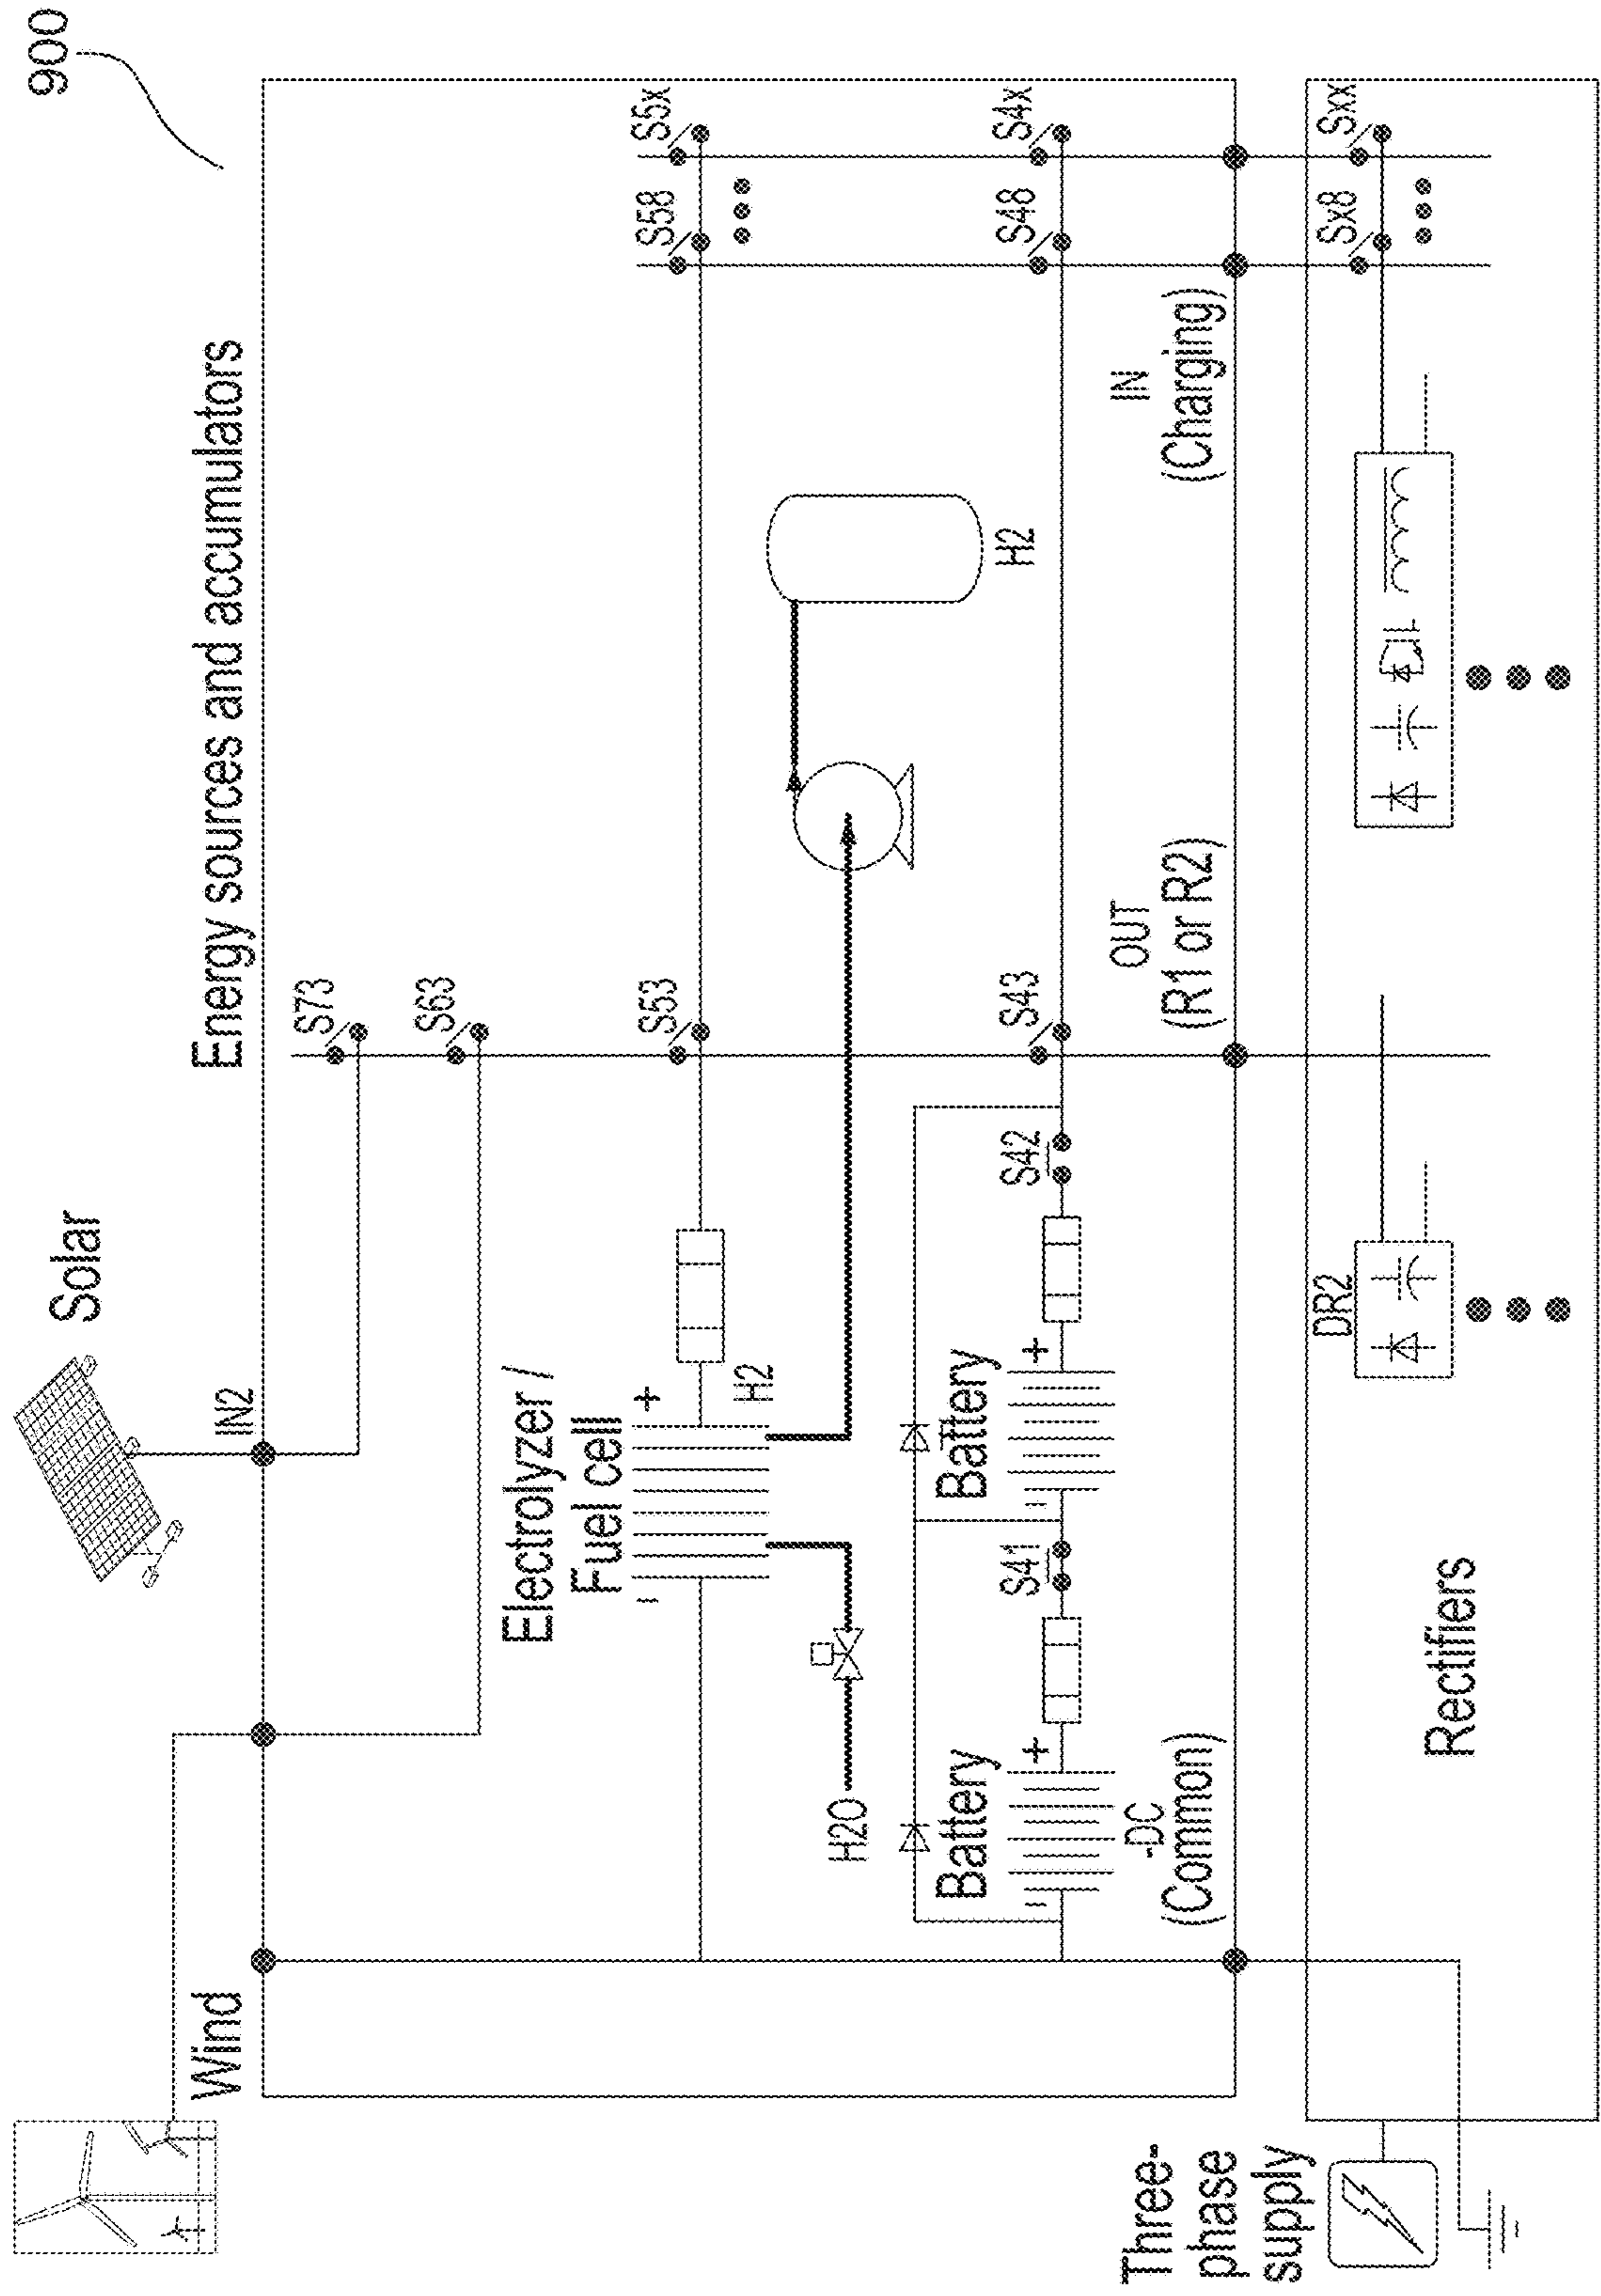 900
Wind
Solar
Energy sources and accumulators
IN2
S73
S63
Electrolyzer /
Fuel cell
-
+
H2
S53
S58
S5x
H2O
H2
Battery
-
+
S41
Battery
-
+
S42
S43
S48
S4x
-DC
(Common)
OUT
(R1 or R2)
IN
(Charging)
Three-
phase
supply
Rectifiers
DR2
Sx8
Sxx